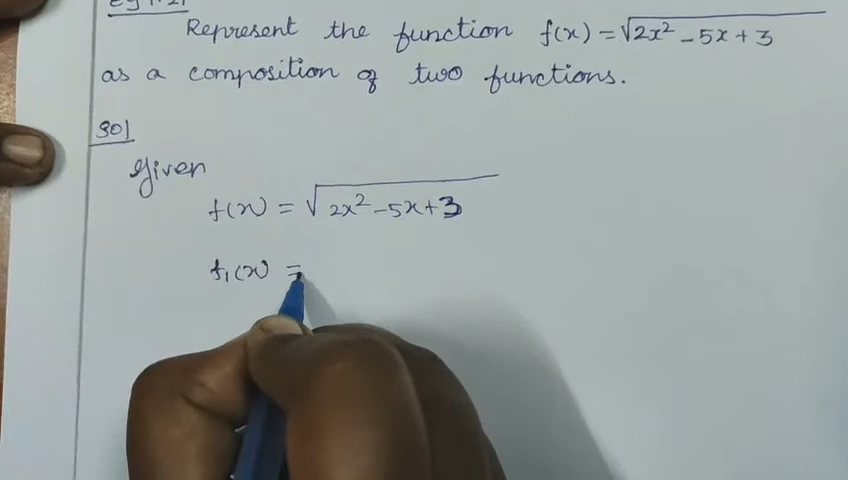 Represent the function f(x) = √(2x² - 5x + 3)
as a composition of two functions.
Sol
Given
f(x) = √(2x² - 5x + 3)
f₁(x) =